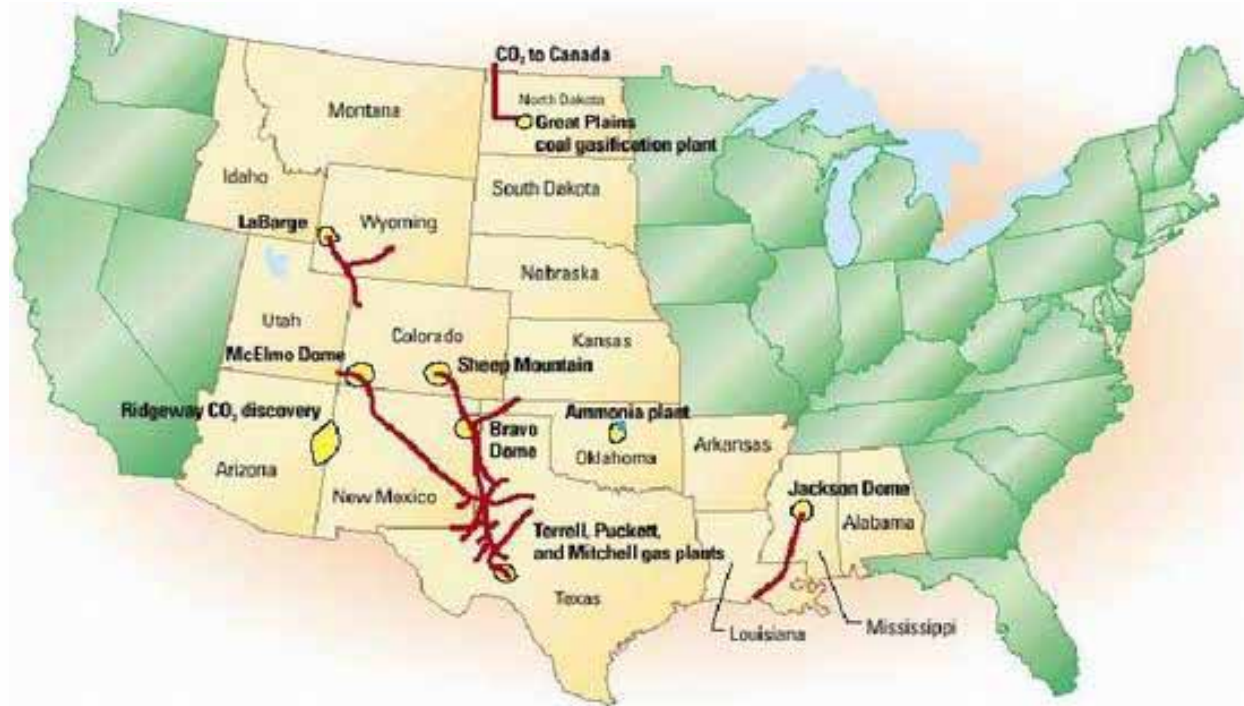 CO₂ to Canada
North Dakota
Great Plains
coal gasification plant
Montana
Idaho
South Dakota
LaBarge
Wyoming
Nebraska
Utah
Colorado
Kansas
McElmo Dome
Sheep Mountain
Ridgeway CO₂ discovery
Ammonia plant
Bravo
Dome
Oklahoma
Arkansas
Arizona
New Mexico
Jackson Dome
Alabama
Terrell, Puckett,
and Mitchell gas plants
Texas
Louisiana
Mississippi